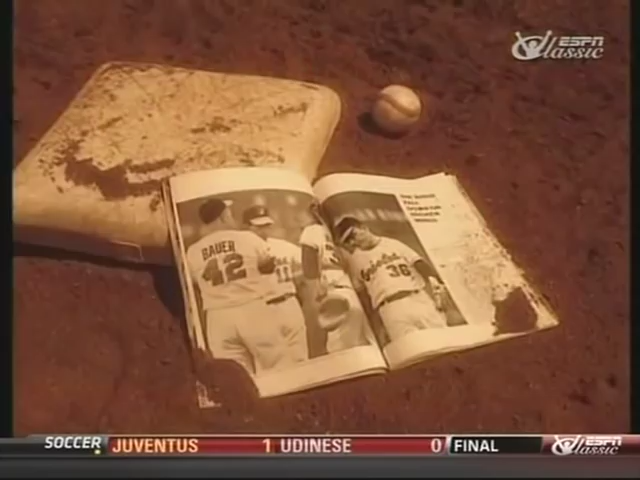 ESPN
Classic
BAUER
42
11
Orioles
36
SOCCER JUVENTUS 1 UDINESE 0 FINAL ESPN Classic